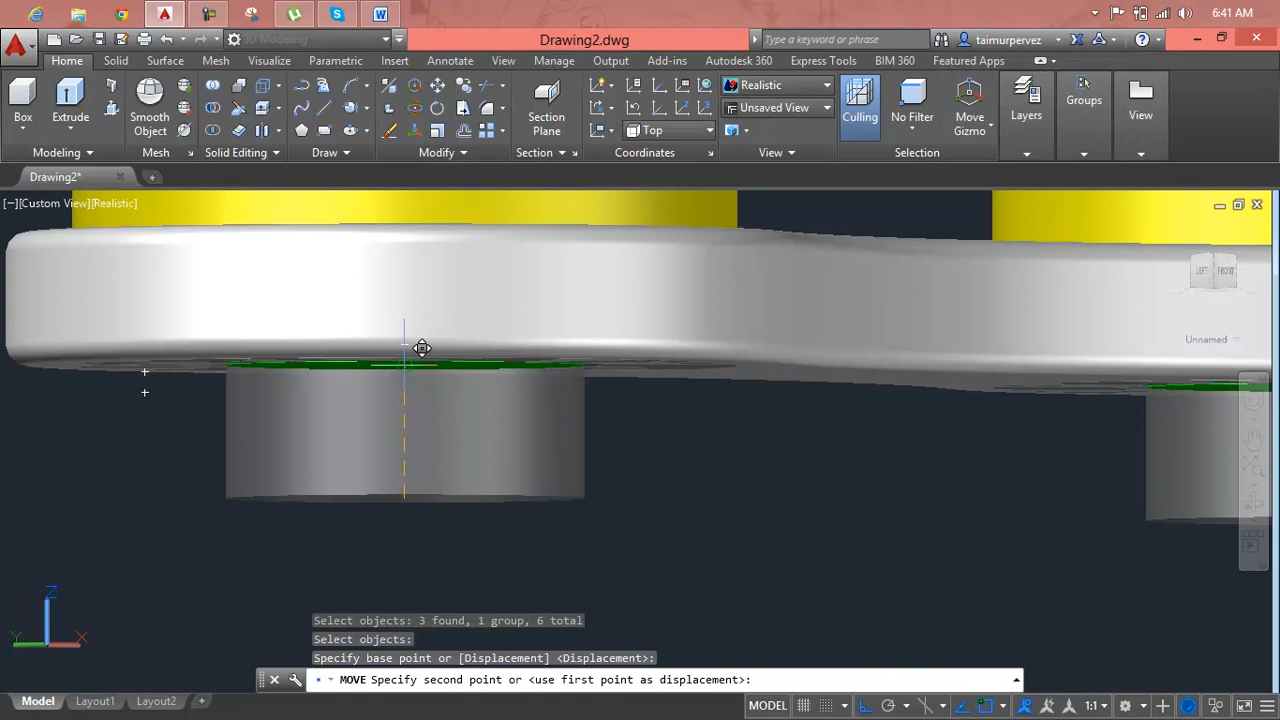 Drawing2.dwg
Type a keyword or phrase
taimurpervez
6:41 AM
3D Modeling
Home Solid Surface Mesh Visualize Parametric Insert Annotate View Manage Output Add-ins Autodesk 360 Express Tools BIM 360 Featured Apps
Box
Extrude
Smooth
Object
Section
Plane
Realistic
Unsaved View
Top
Culling
No Filter
Move
Gizmo
Layers
Groups
View
Modeling
Mesh
Solid Editing
Draw
Modify
Section
Coordinates
View
Selection
Drawing2*
[−][Custom View][Realistic]
LEFT
FRONT
Unnamed
Z
Y
X
Select objects: 3 found, 1 group, 6 total
Select objects:
Specify base point or [Displacement] <Displacement>:
MOVE Specify second point or <use first point as displacement>:
Model Layout1 Layout2
MODEL
1:1